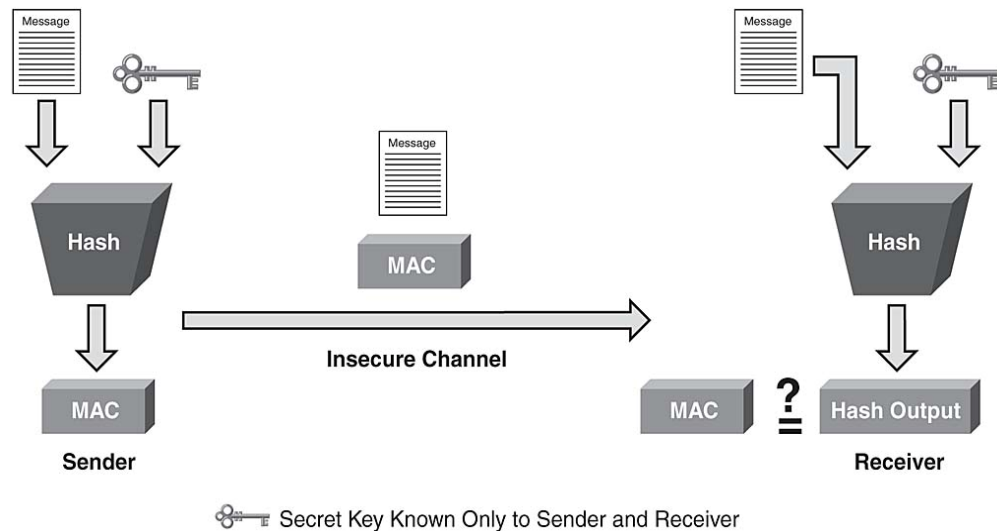 Message
Message
Message
Hash
MAC
Hash
Insecure Channel
MAC
MAC
? =
Hash Output
Sender
Receiver
Secret Key Known Only to Sender and Receiver